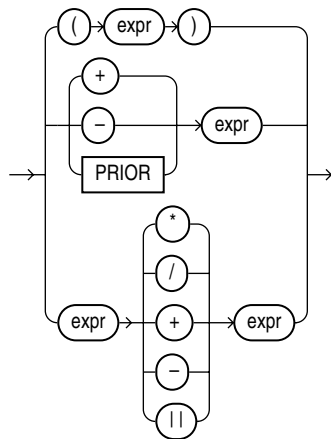 ( expr )
+
−
expr
PRIOR
*
/
expr + expr
−
||